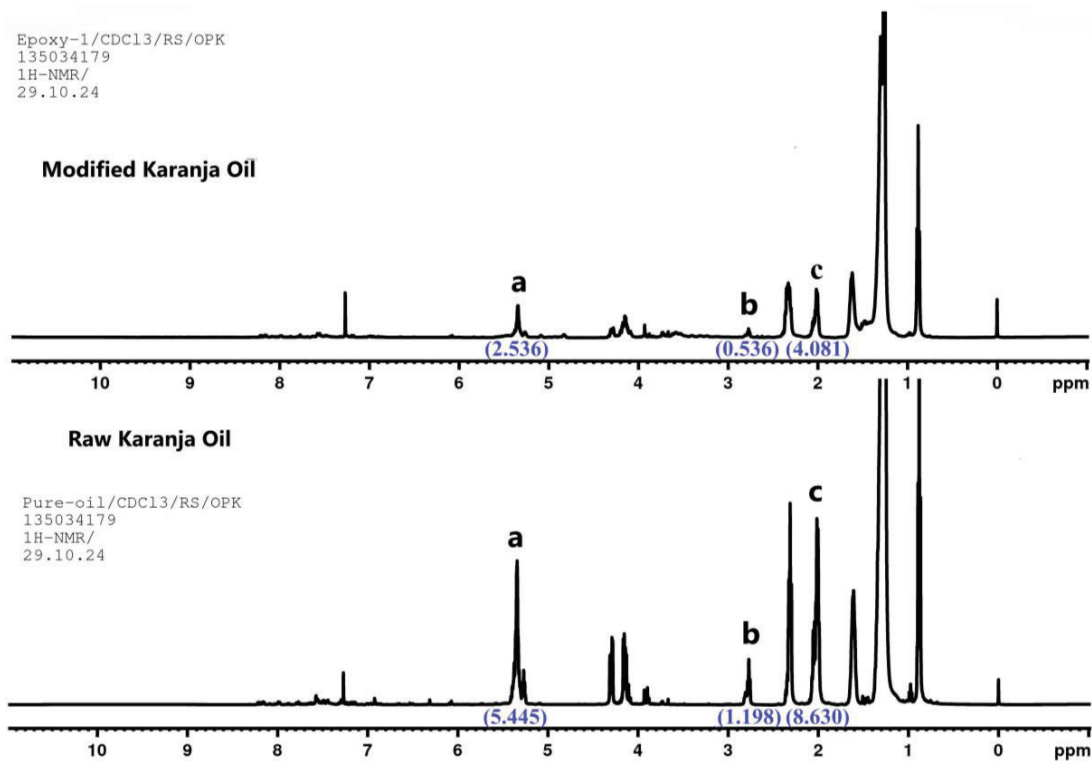 Epoxy-1/CDCl3/RS/OPK
135034179
1H-NMR/
29.10.24
Modified Karanja Oil
a
b
c
(2.536) (0.536) (4.081)
10 9 8 7 6 5 4 3 2 1 0 ppm
Raw Karanja Oil
Pure-oil/CDCl3/RS/OPK
135034179
1H-NMR/
29.10.24
a
b
c
(5.445) (1.198) (8.630)
10 9 8 7 6 5 4 3 2 1 0 ppm